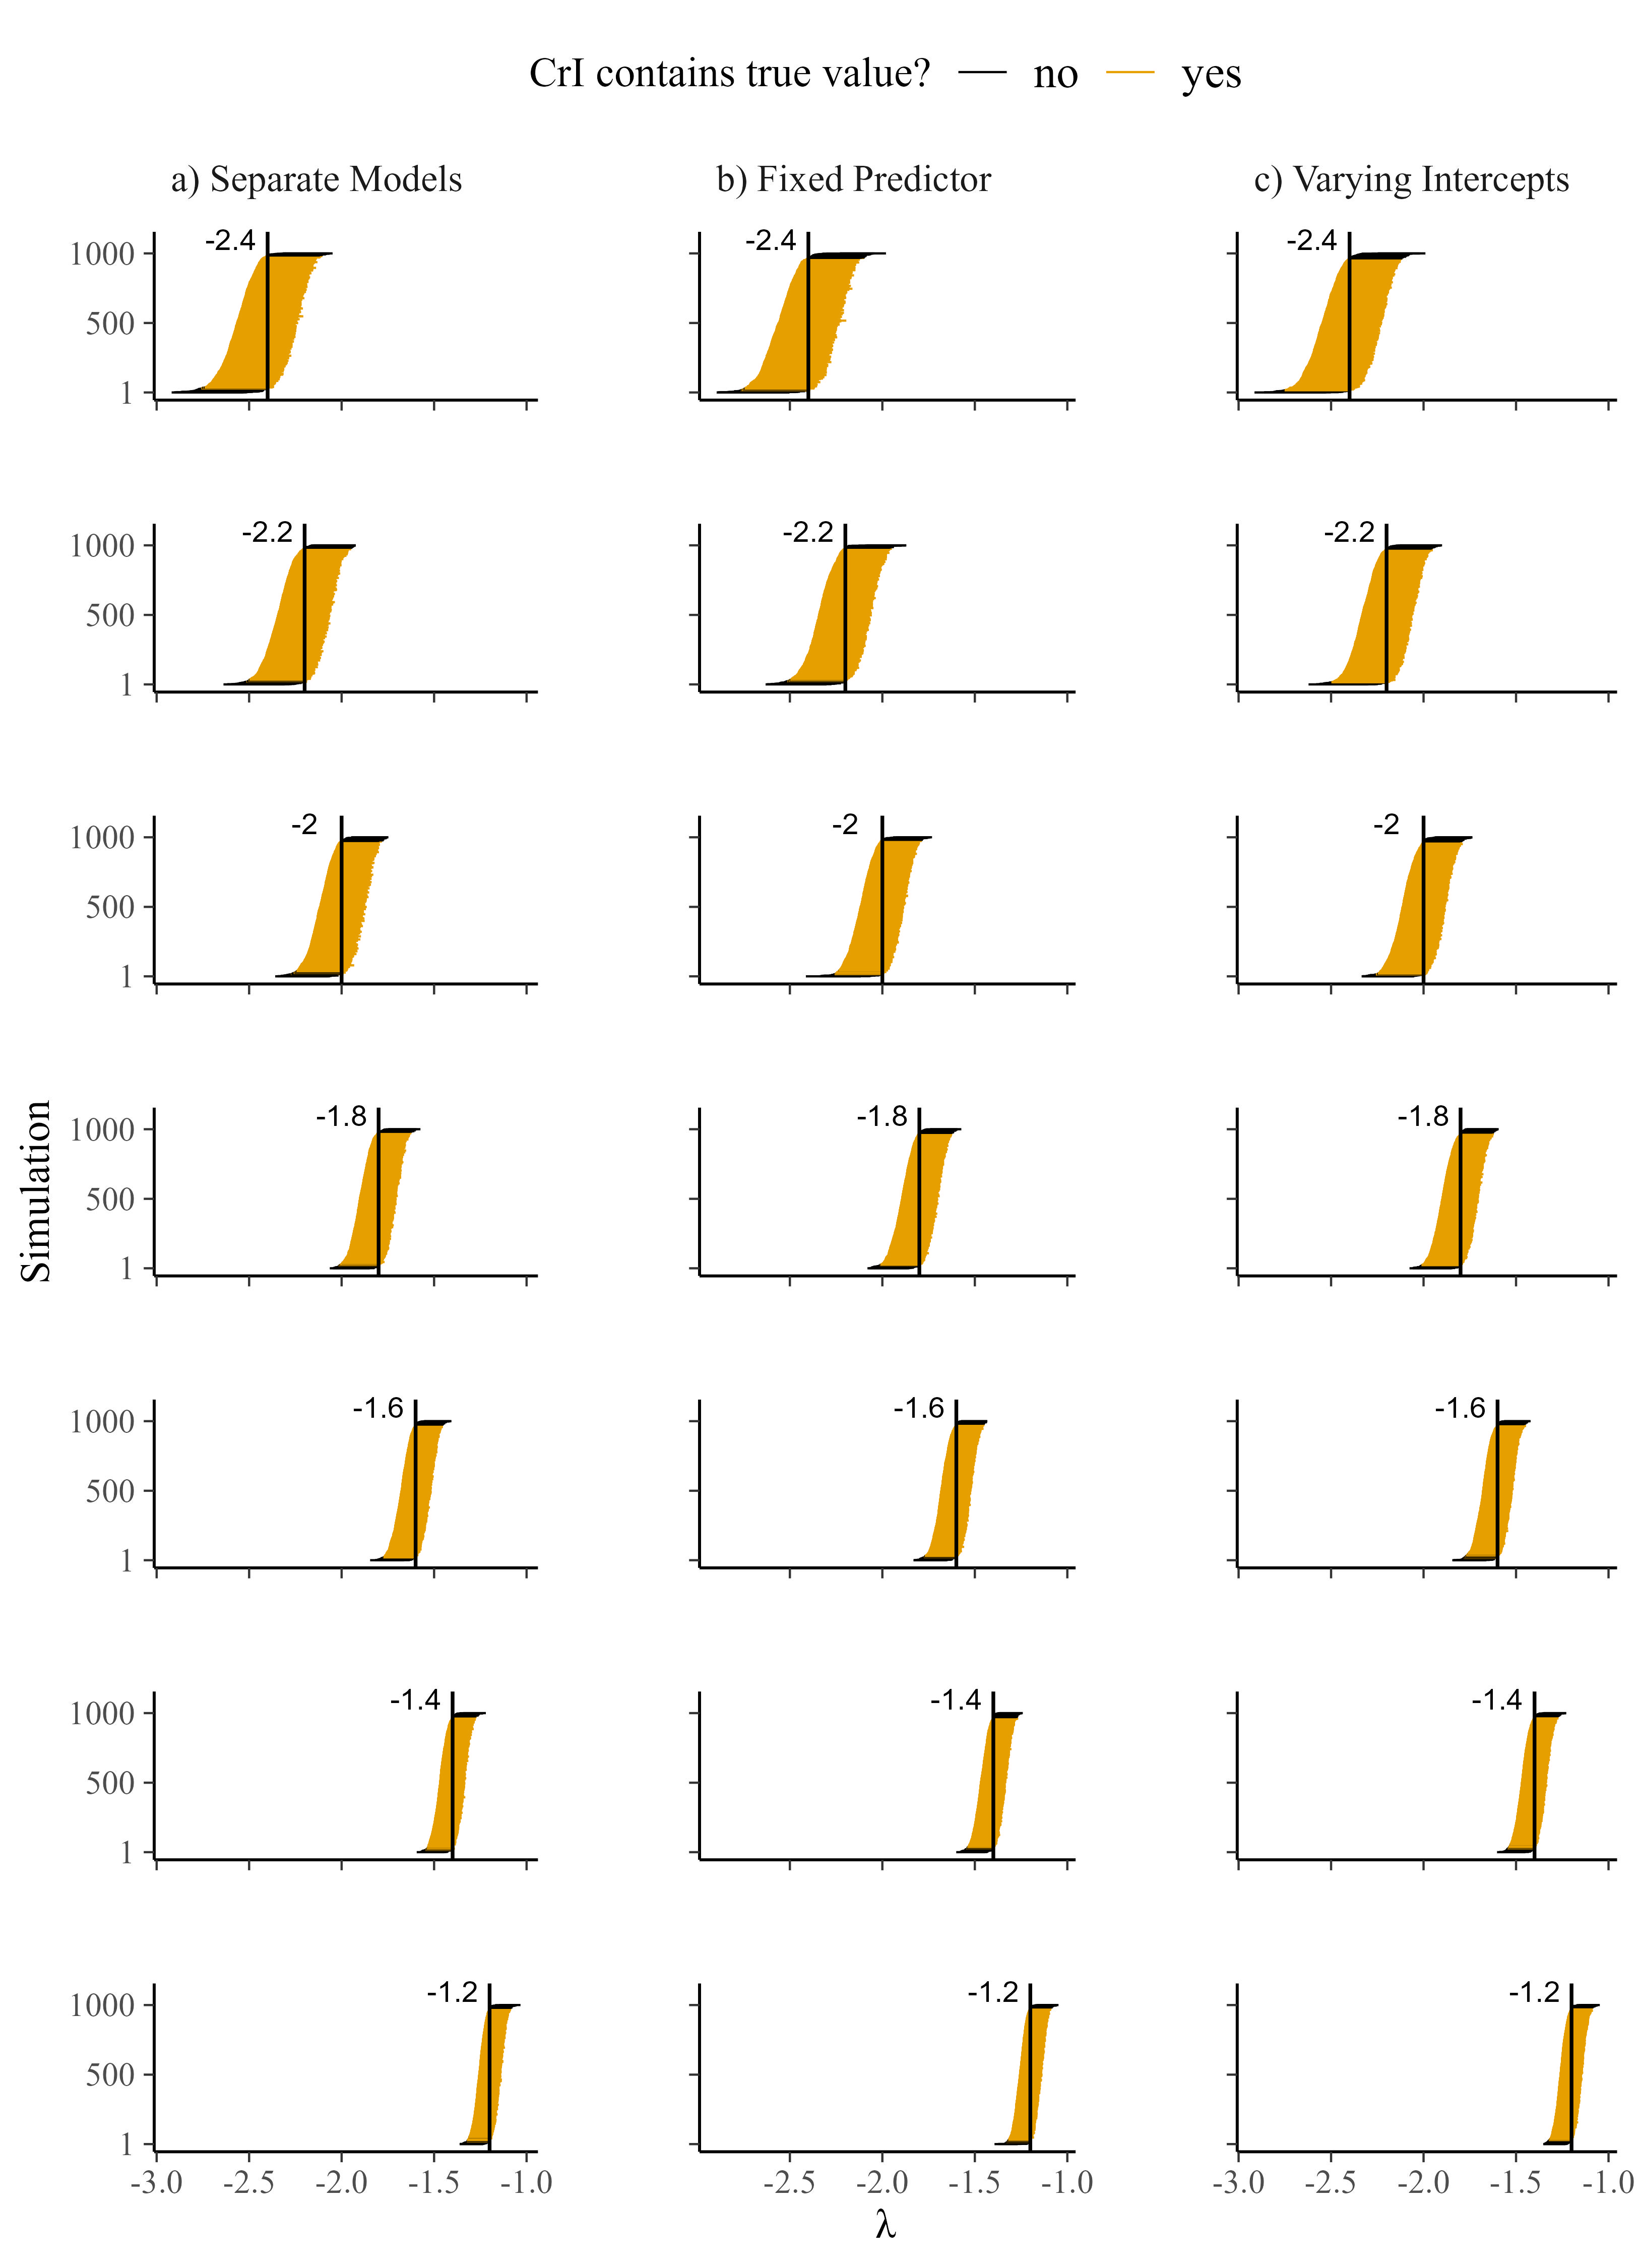 CrI contains true value? no yes
a) Separate Models b) Fixed Predictor c) Varying Intercepts
-2.4 -2.4 -2.4
1000
500
1
-2.2 -2.2 -2.2
1000
500
1
-2 -2 -2
1000
500
1
-1.8 -1.8 -1.8
1000
500
1
-1.6 -1.6 -1.6
1000
500
1
-1.4 -1.4 -1.4
1000
500
1
-1.2 -1.2 -1.2
1000
500
1
Simulation
-3.0 -2.5 -2.0 -1.5 -1.0 -2.5 -2.0 -1.5 -1.0 -3.0 -2.5 -2.0 -1.5 -1.0
λ